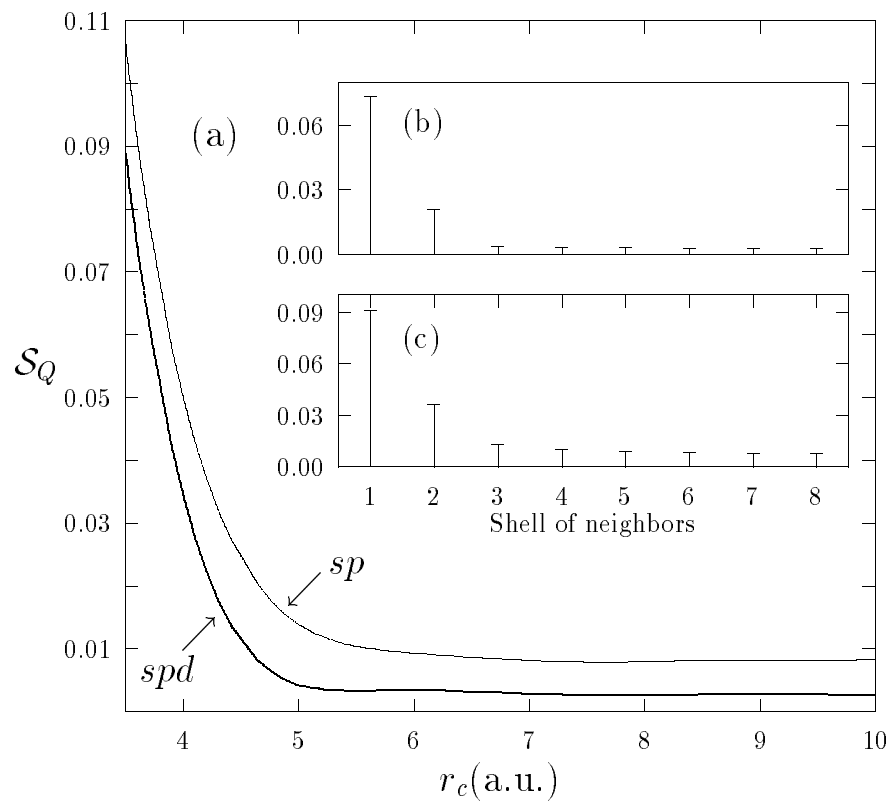 0.11
0.09
0.07
0.05
0.03
0.01
S_Q
(a)
(b)
0.06
0.03
0.00
(c)
0.09
0.06
0.03
0.00
1 2 3 4 5 6 7 8
Shell of neighbors
sp
spd
4 5 6 7 8 9 10
r_c(a.u.)